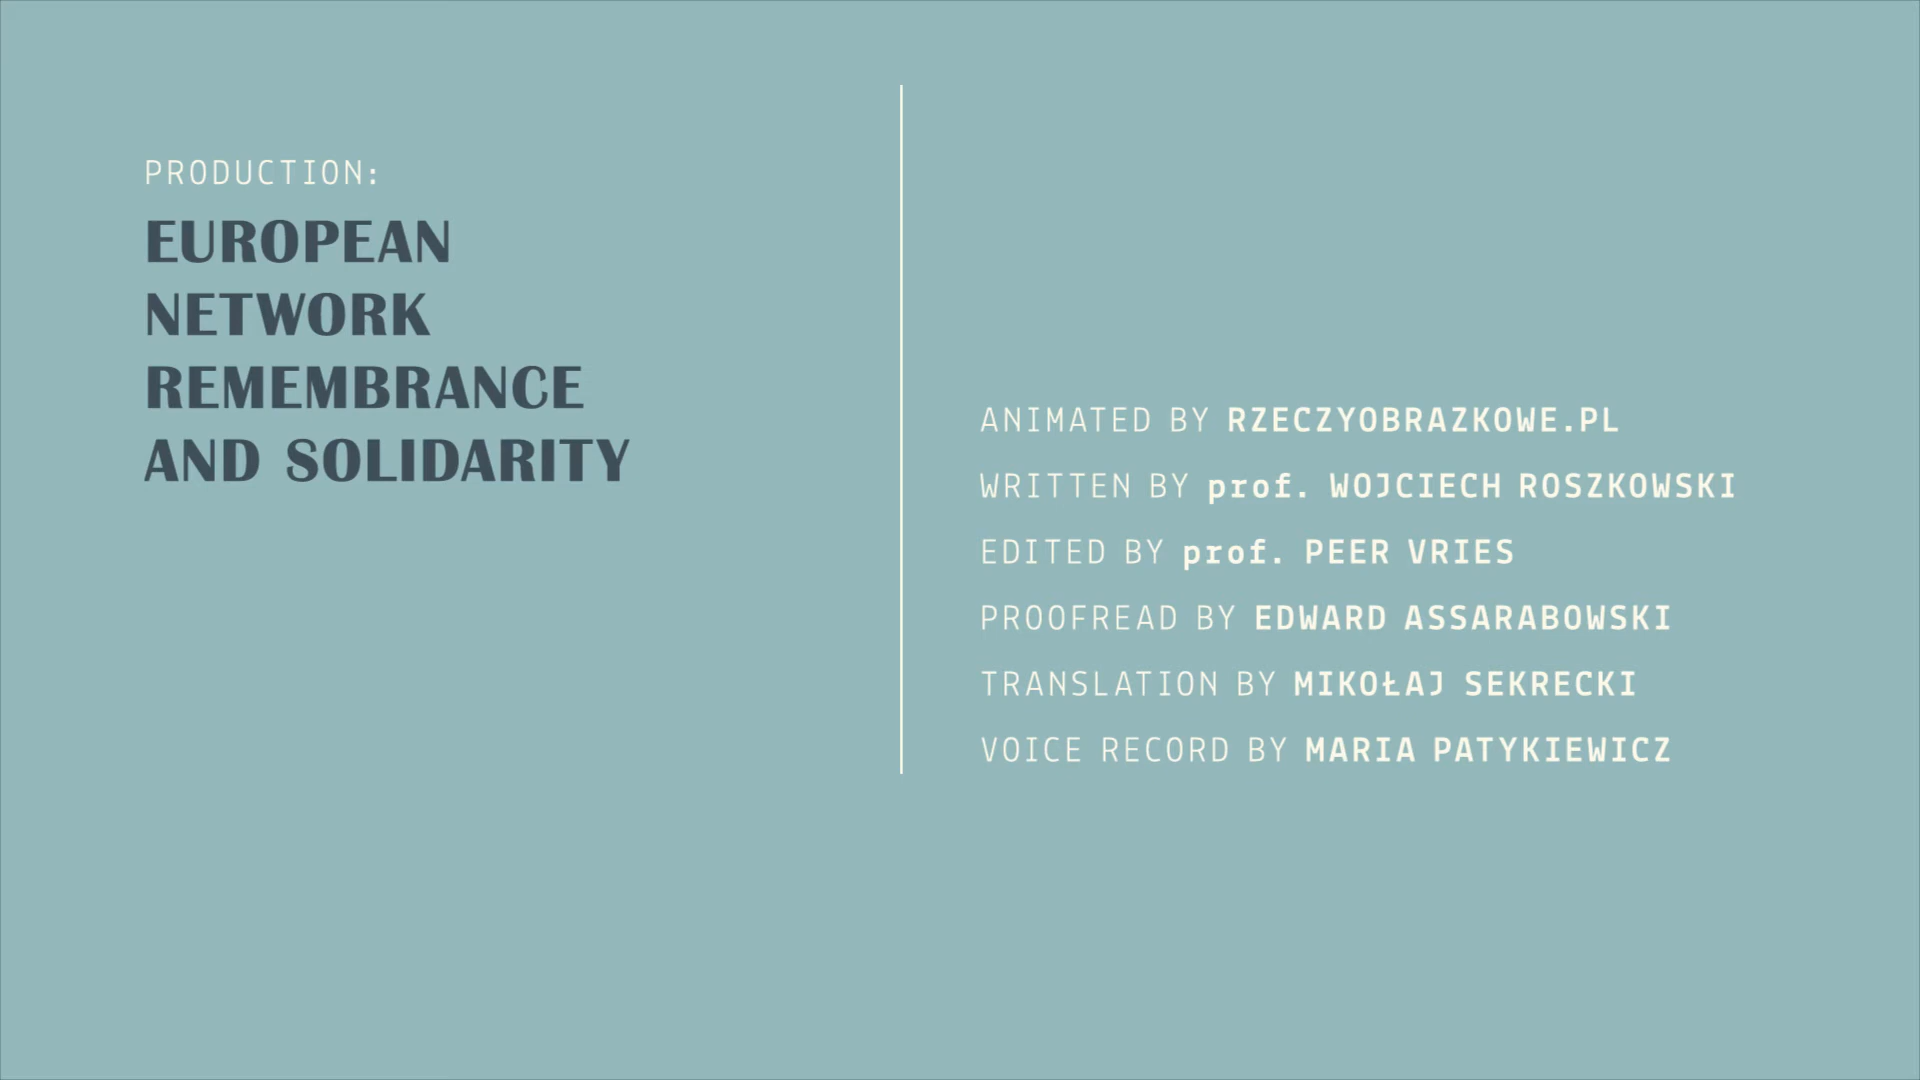 PRODUCTION:
EUROPEAN
NETWORK
REMEMBRANCE
AND SOLIDARITY
ANIMATED BY RZECZYOBRAZKOWE.PL
WRITTEN BY prof. WOJCIECH ROSZKOWSKI
EDITED BY prof. PEER VRIES
PROOFREAD BY EDWARD ASSARABOWSKI
TRANSLATION BY MIKOŁAJ SEKRECKI
VOICE RECORD BY MARIA PATYKIEWICZ